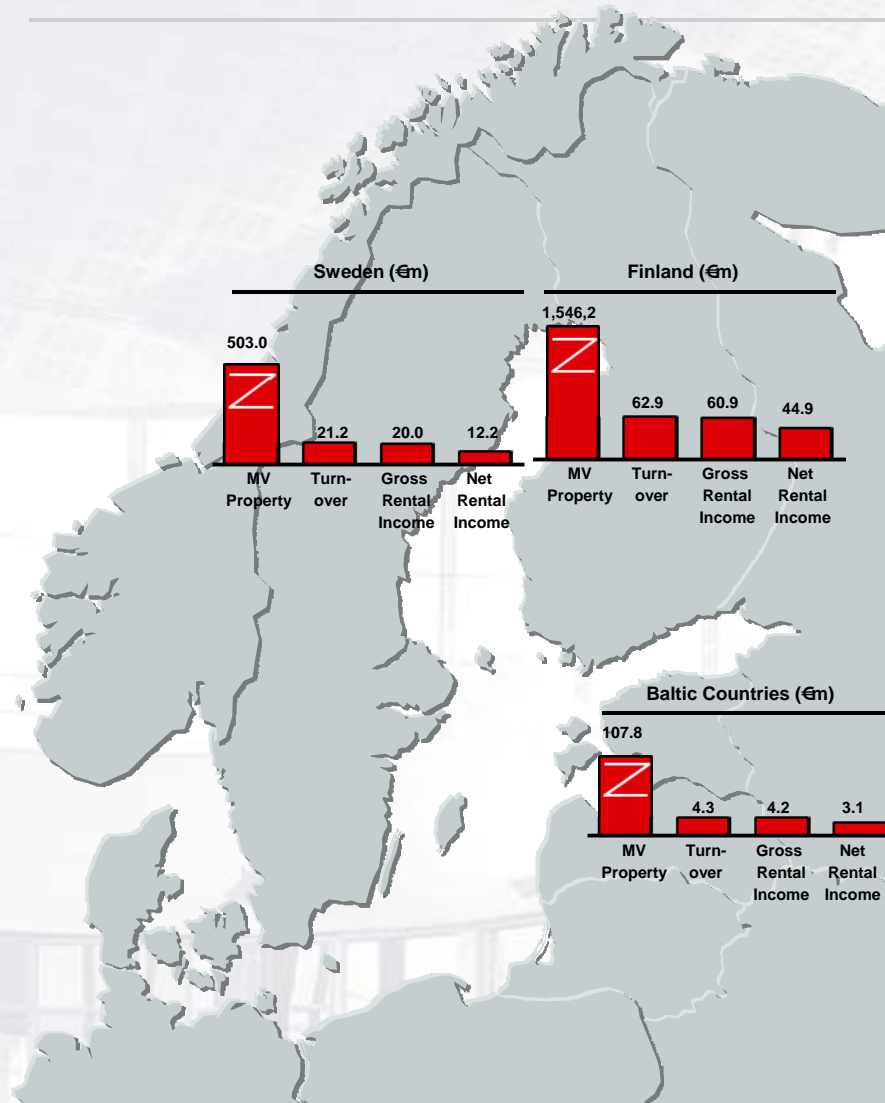 Sweden (€m)
503.0
21.2
20.0
12.2
MV
Property
Turn-
over
Gross
Rental
Income
Net
Rental
Income
Finland (€m)
1,546,2
62.9
60.9
44.9
MV
Property
Turn-
over
Gross
Rental
Income
Net
Rental
Income
Baltic Countries (€m)
107.8
4.3
4.2
3.1
MV
Property
Turn-
over
Gross
Rental
Income
Net
Rental
Income